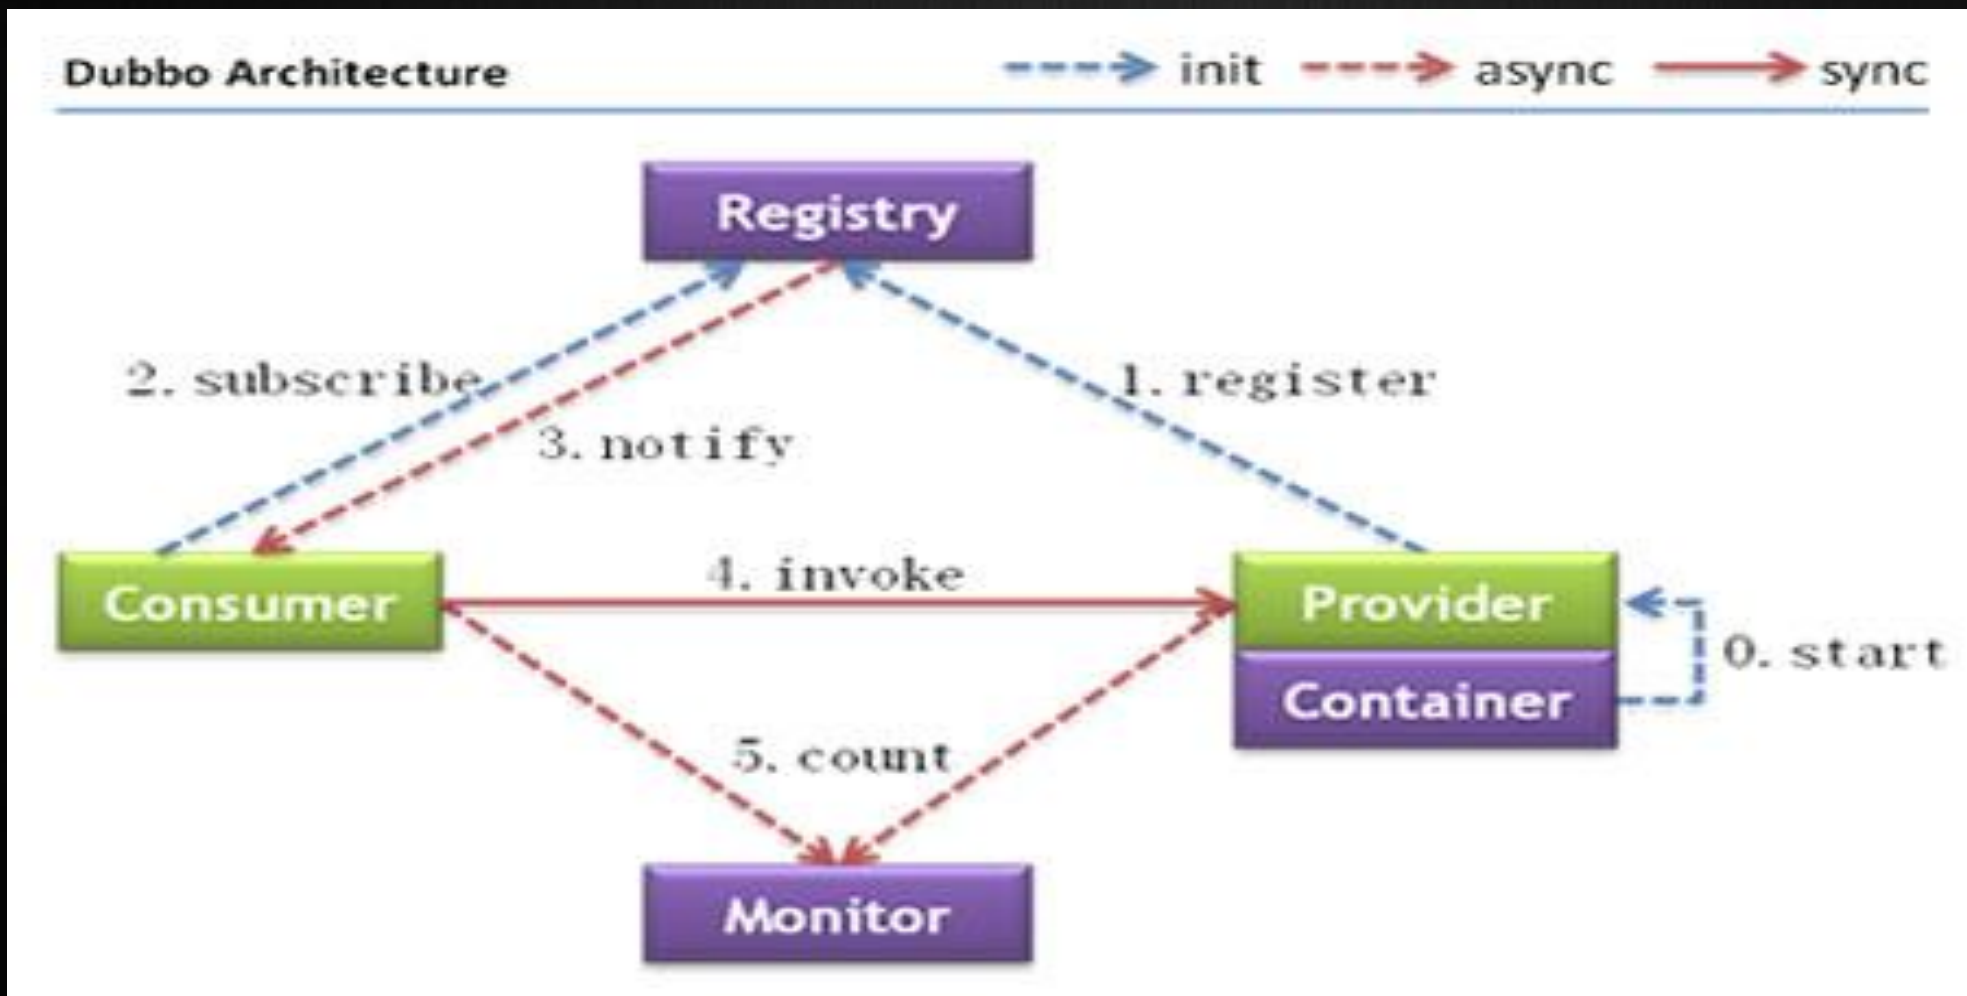 Dubbo Architecture
init
async
sync
Registry
2. subscribe
1. register
3. notify
4. invoke
Consumer
Provider
0. start
Container
5. count
Monitor